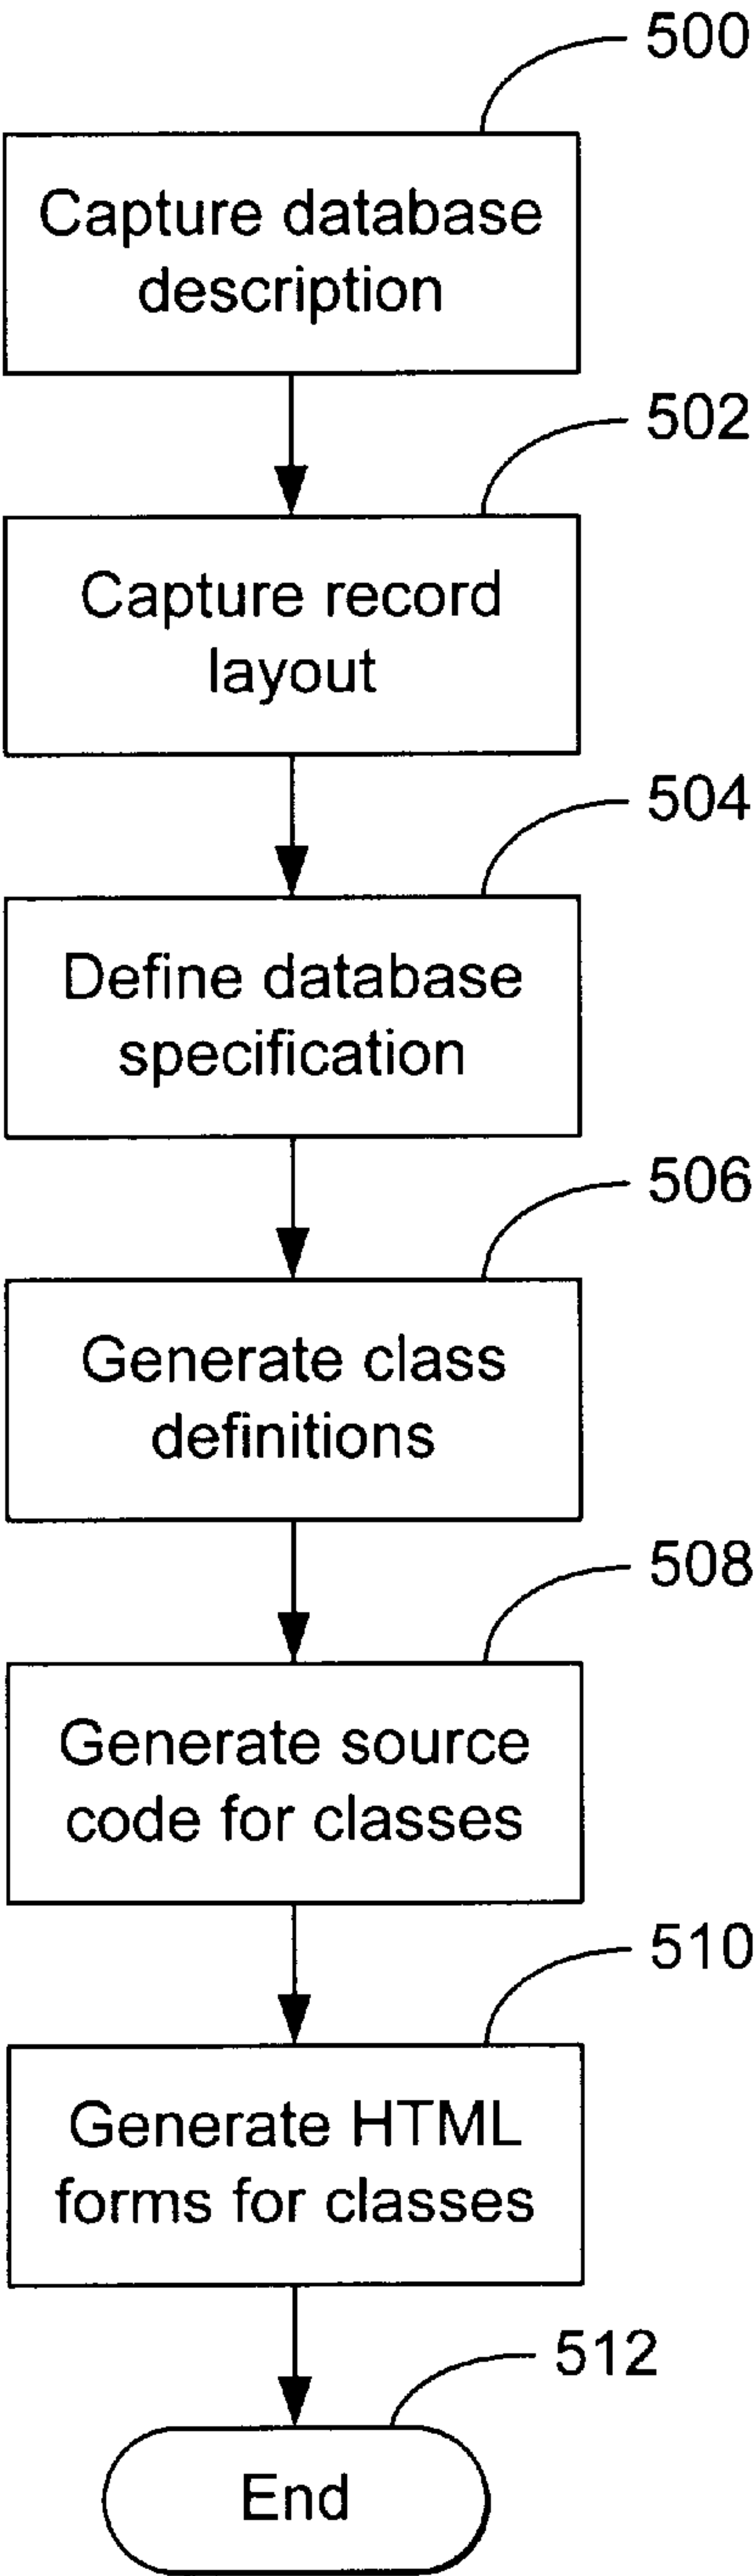 500
Capture database
description
502
Capture record
layout
504
Define database
specification
506
Generate class
definitions
508
Generate source
code for classes
510
Generate HTML
forms for classes
512
End